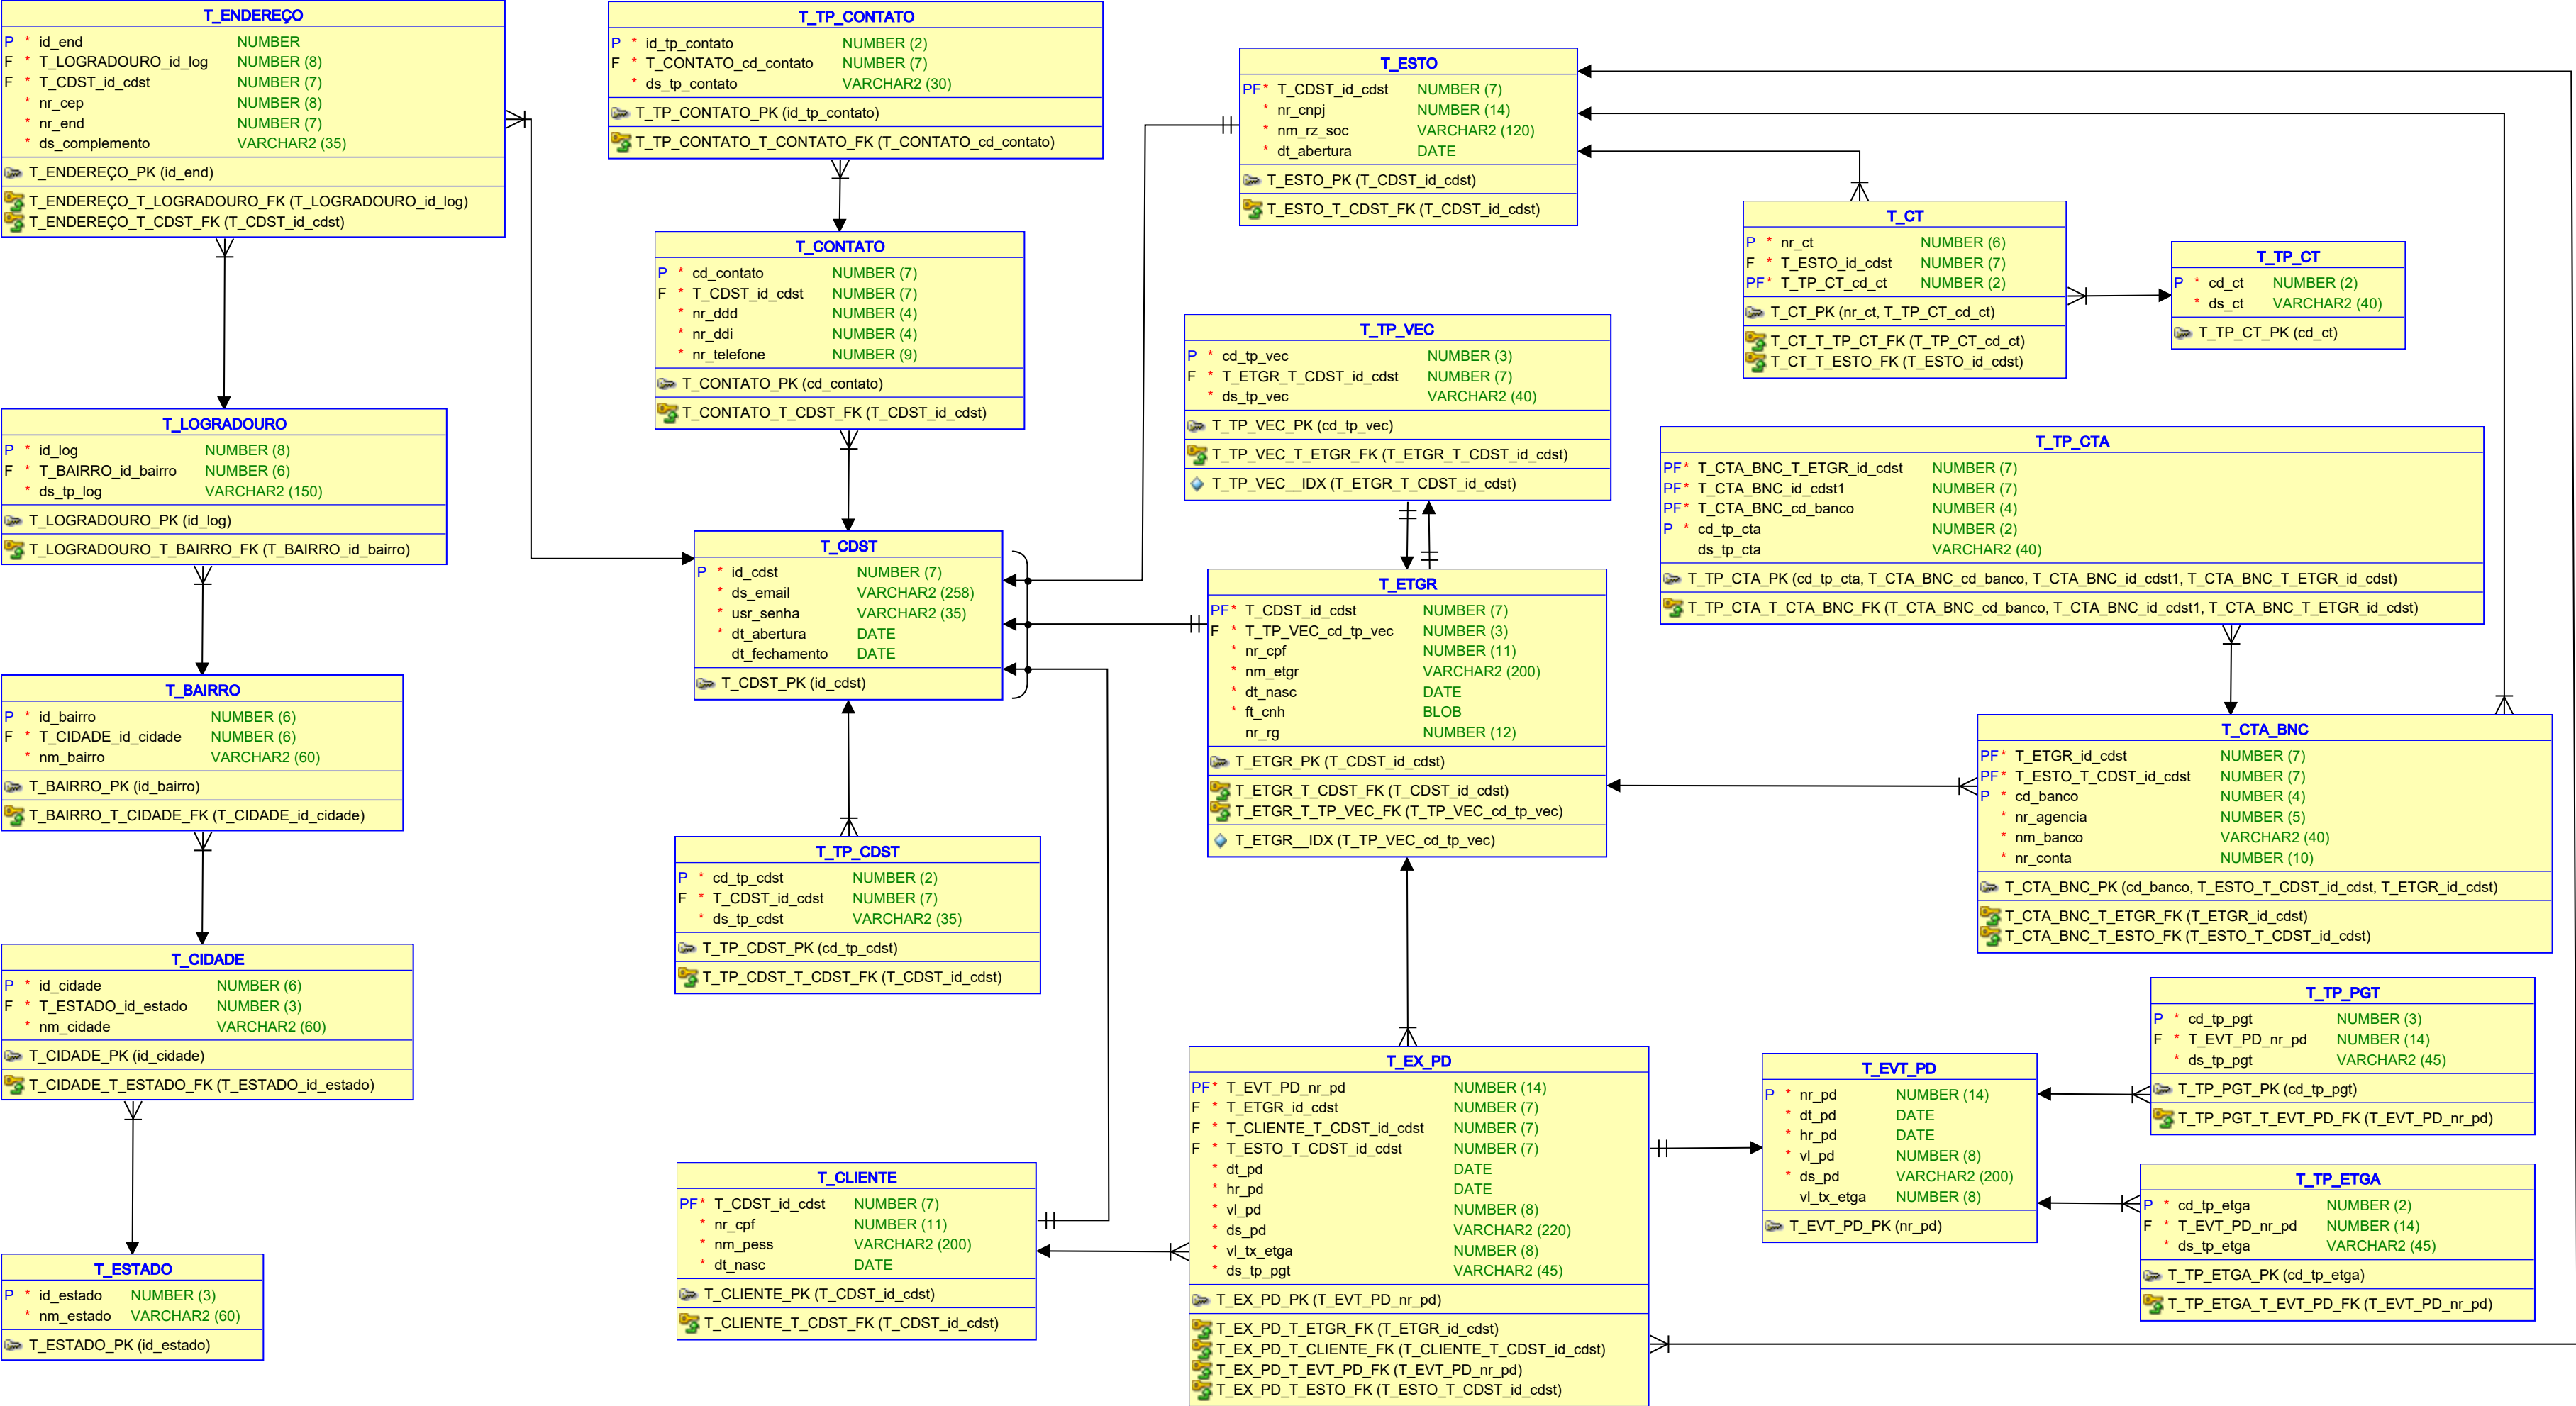 T_ENDEREÇO
P * id_end NUMBER
F * T_LOGRADOURO_id_log NUMBER (8)
F * T_CDST_id_cdst NUMBER (7)
* nr_cep NUMBER (8)
* nr_end NUMBER (7)
* ds_complemento VARCHAR2 (35)
T_ENDEREÇO_PK (id_end)
T_ENDEREÇO_T_LOGRADOURO_FK (T_LOGRADOURO_id_log)
T_ENDEREÇO_T_CDST_FK (T_CDST_id_cdst)
T_LOGRADOURO
P * id_log NUMBER (8)
F * T_BAIRRO_id_bairro NUMBER (6)
* ds_tp_log VARCHAR2 (150)
T_LOGRADOURO_PK (id_log)
T_LOGRADOURO_T_BAIRRO_FK (T_BAIRRO_id_bairro)
T_BAIRRO
P * id_bairro NUMBER (6)
F * T_CIDADE_id_cidade NUMBER (6)
* nm_bairro VARCHAR2 (60)
T_BAIRRO_PK (id_bairro)
T_BAIRRO_T_CIDADE_FK (T_CIDADE_id_cidade)
T_CIDADE
P * id_cidade NUMBER (6)
F * T_ESTADO_id_estado NUMBER (3)
* nm_cidade VARCHAR2 (60)
T_CIDADE_PK (id_cidade)
T_CIDADE_T_ESTADO_FK (T_ESTADO_id_estado)
T_ESTADO
P * id_estado NUMBER (3)
* nm_estado VARCHAR2 (60)
T_ESTADO_PK (id_estado)
T_TP_CONTATO
P * id_tp_contato NUMBER (2)
F * T_CONTATO_cd_contato NUMBER (7)
* ds_tp_contato VARCHAR2 (30)
T_TP_CONTATO_PK (id_tp_contato)
T_TP_CONTATO_T_CONTATO_FK (T_CONTATO_cd_contato)
T_CONTATO
P * cd_contato NUMBER (7)
F * T_CDST_id_cdst NUMBER (7)
* nr_ddd NUMBER (4)
* nr_ddi NUMBER (4)
* nr_telefone NUMBER (9)
T_CONTATO_PK (cd_contato)
T_CONTATO_T_CDST_FK (T_CDST_id_cdst)
T_CDST
P * id_cdst NUMBER (7)
* ds_email VARCHAR2 (258)
* usr_senha VARCHAR2 (35)
* dt_abertura DATE
dt_fechamento DATE
T_CDST_PK (id_cdst)
T_TP_CDST
P * cd_tp_cdst NUMBER (2)
F * T_CDST_id_cdst NUMBER (7)
* ds_tp_cdst VARCHAR2 (35)
T_TP_CDST_PK (cd_tp_cdst)
T_TP_CDST_T_CDST_FK (T_CDST_id_cdst)
T_CLIENTE
PF* T_CDST_id_cdst NUMBER (7)
* nr_cpf NUMBER (11)
* nm_pess VARCHAR2 (200)
* dt_nasc DATE
T_CLIENTE_PK (T_CDST_id_cdst)
T_CLIENTE_T_CDST_FK (T_CDST_id_cdst)
T_ESTO
PF* T_CDST_id_cdst NUMBER (7)
* nr_cnpj NUMBER (14)
* nm_rz_soc VARCHAR2 (120)
* dt_abertura DATE
T_ESTO_PK (T_CDST_id_cdst)
T_ESTO_T_CDST_FK (T_CDST_id_cdst)
T_TP_VEC
P * cd_tp_vec NUMBER (3)
F * T_ETGR_T_CDST_id_cdst NUMBER (7)
* ds_tp_vec VARCHAR2 (40)
T_TP_VEC_PK (cd_tp_vec)
T_TP_VEC_T_ETGR_FK (T_ETGR_T_CDST_id_cdst)
T_TP_VEC__IDX (T_ETGR_T_CDST_id_cdst)
T_ETGR
PF* T_CDST_id_cdst NUMBER (7)
F * T_TP_VEC_cd_tp_vec NUMBER (3)
* nr_cpf NUMBER (11)
* nm_etgr VARCHAR2 (200)
* dt_nasc DATE
* ft_cnh BLOB
nr_rg NUMBER (12)
T_ETGR_PK (T_CDST_id_cdst)
T_ETGR_T_CDST_FK (T_CDST_id_cdst)
T_ETGR_T_TP_VEC_FK (T_TP_VEC_cd_tp_vec)
T_ETGR__IDX (T_TP_VEC_cd_tp_vec)
T_EX_PD
PF* T_EVT_PD_nr_pd NUMBER (14)
F * T_ETGR_id_cdst NUMBER (7)
F * T_CLIENTE_T_CDST_id_cdst NUMBER (7)
F * T_ESTO_T_CDST_id_cdst NUMBER (7)
* dt_pd DATE
* hr_pd DATE
* vl_pd NUMBER (8)
* ds_pd VARCHAR2 (220)
* vl_tx_etga NUMBER (8)
* ds_tp_pgt VARCHAR2 (45)
T_EX_PD_PK (T_EVT_PD_nr_pd)
T_EX_PD_T_ETGR_FK (T_ETGR_id_cdst)
T_EX_PD_T_CLIENTE_FK (T_CLIENTE_T_CDST_id_cdst)
T_EX_PD_T_EVT_PD_FK (T_EVT_PD_nr_pd)
T_EX_PD_T_ESTO_FK (T_ESTO_T_CDST_id_cdst)
T_CT
P * nr_ct NUMBER (6)
F * T_ESTO_id_cdst NUMBER (7)
PF* T_TP_CT_cd_ct NUMBER (2)
T_CT_PK (nr_ct, T_TP_CT_cd_ct)
T_CT_T_TP_CT_FK (T_TP_CT_cd_ct)
T_CT_T_ESTO_FK (T_ESTO_id_cdst)
T_TP_CT
P * cd_ct NUMBER (2)
* ds_ct VARCHAR2 (40)
T_TP_CT_PK (cd_ct)
T_TP_CTA
PF* T_CTA_BNC_T_ETGR_id_cdst NUMBER (7)
PF* T_CTA_BNC_id_cdst1 NUMBER (7)
PF* T_CTA_BNC_cd_banco NUMBER (4)
P * cd_tp_cta NUMBER (2)
ds_tp_cta VARCHAR2 (40)
T_TP_CTA_PK (cd_tp_cta, T_CTA_BNC_cd_banco, T_CTA_BNC_id_cdst1, T_CTA_BNC_T_ETGR_id_cdst)
T_TP_CTA_T_CTA_BNC_FK (T_CTA_BNC_cd_banco, T_CTA_BNC_id_cdst1, T_CTA_BNC_T_ETGR_id_cdst)
T_CTA_BNC
PF* T_ETGR_id_cdst NUMBER (7)
PF* T_ESTO_T_CDST_id_cdst NUMBER (7)
P * cd_banco NUMBER (4)
* nr_agencia NUMBER (5)
* nm_banco VARCHAR2 (40)
* nr_conta NUMBER (10)
T_CTA_BNC_PK (cd_banco, T_ESTO_T_CDST_id_cdst, T_ETGR_id_cdst)
T_CTA_BNC_T_ETGR_FK (T_ETGR_id_cdst)
T_CTA_BNC_T_ESTO_FK (T_ESTO_T_CDST_id_cdst)
T_EVT_PD
P * nr_pd NUMBER (14)
* dt_pd DATE
* hr_pd DATE
* vl_pd NUMBER (8)
* ds_pd VARCHAR2 (200)
vl_tx_etga NUMBER (8)
T_EVT_PD_PK (nr_pd)
T_TP_PGT
P * cd_tp_pgt NUMBER (3)
F * T_EVT_PD_nr_pd NUMBER (14)
* ds_tp_pgt VARCHAR2 (45)
T_TP_PGT_PK (cd_tp_pgt)
T_TP_PGT_T_EVT_PD_FK (T_EVT_PD_nr_pd)
T_TP_ETGA
P * cd_tp_etga NUMBER (2)
F * T_EVT_PD_nr_pd NUMBER (14)
* ds_tp_etga VARCHAR2 (45)
T_TP_ETGA_PK (cd_tp_etga)
T_TP_ETGA_T_EVT_PD_FK (T_EVT_PD_nr_pd)